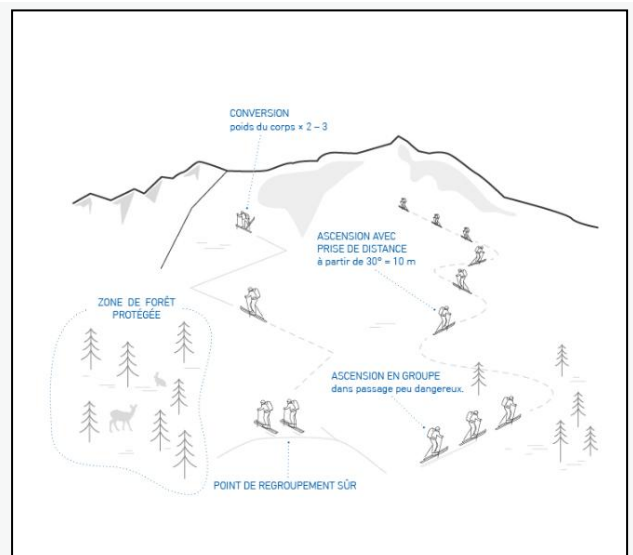 CONVERSION
poids du corps × 2 – 3
ASCENSION AVEC
PRISE DE DISTANCE
à partir de 30° = 10 m
ZONE DE FORÊT
PROTÉGÉE
ASCENSION EN GROUPE
dans passage peu dangereux.
POINT DE REGROUPEMENT SÛR